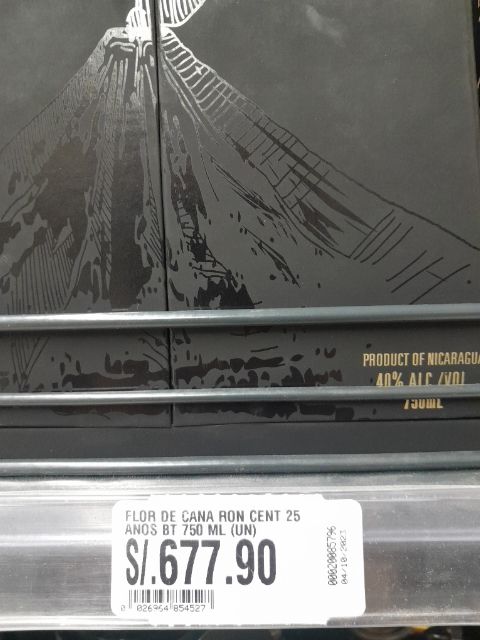 PRODUCT OF NICARAGUA
40% ALC./VOL
750ML
FLOR DE CANA RON CENT 25
ANOS BT 750 ML (UN)
S/.677.90
0 026964 854527
000200085796
04/10/2023